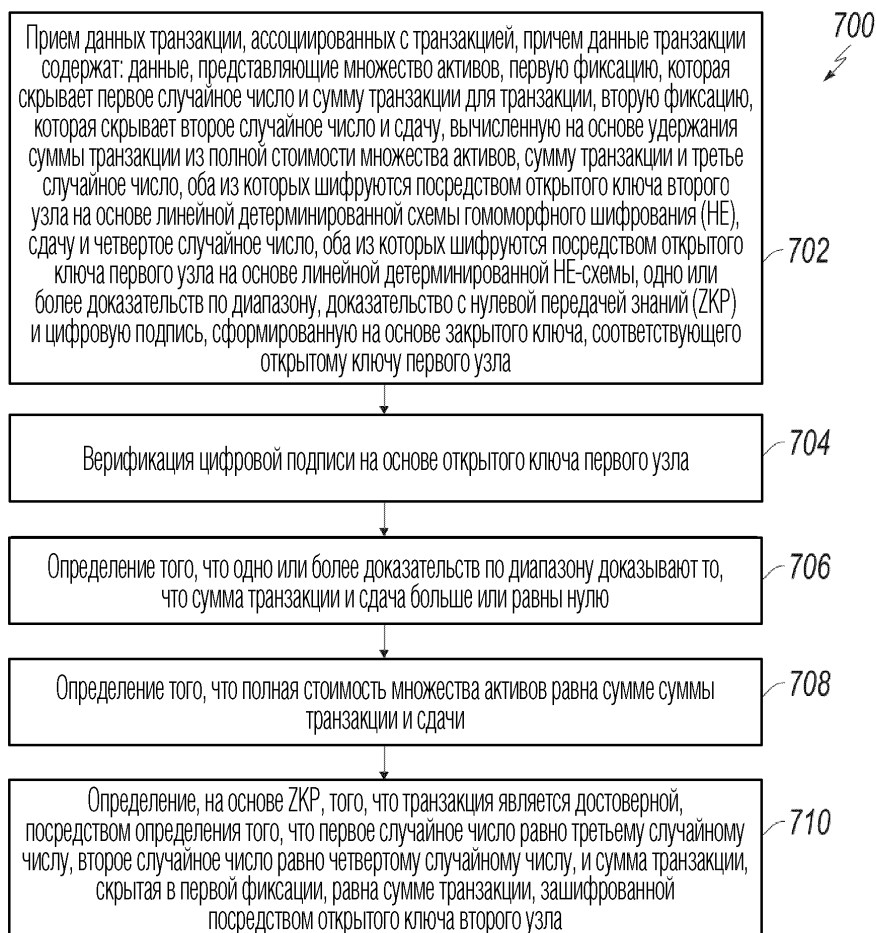 700
Прием данных транзакции, ассоциированных с транзакцией, причем данные транзакции
содержат: данные, представляющие множество активов, первую фиксацию, которая
скрывает первое случайное число и сумму транзакции для транзакции, вторую фиксацию,
которая скрывает второе случайное число и сдачу, вычисленную на основе удержания
суммы транзакции из полной стоимости множества активов, сумму транзакции и третье
случайное число, оба из которых шифруются посредством открытого ключа второго
узла на основе линейной детерминированной схемы гомоморфного шифрования (HE),
сдачу и четвертое случайное число, оба из которых шифруются посредством открытого
ключа первого узла на основе линейной детерминированной HE-схемы, одно или
более доказательств по диапазону, доказательство с нулевой передачей знаний (ZKP)
и цифровую подпись, сформированную на основе закрытого ключа, соответствующего
открытому ключу первого узла
702
Верификация цифровой подписи на основе открытого ключа первого узла
704
Определение того, что одно или более доказательств по диапазону доказывают то,
что сумма транзакции и сдача больше или равны нулю
706
Определение того, что полная стоимость множества активов равна сумме суммы
транзакции и сдачи
708
Определение, на основе ZKP, того, что транзакция является достоверной,
посредством определения того, что первое случайное число равно третьему случайному
числу, второе случайное число равно четвертому случайному числу, и сумма транзакции,
скрытая в первой фиксации, равна сумме транзакции, зашифрованной
посредством открытого ключа второго узла
710